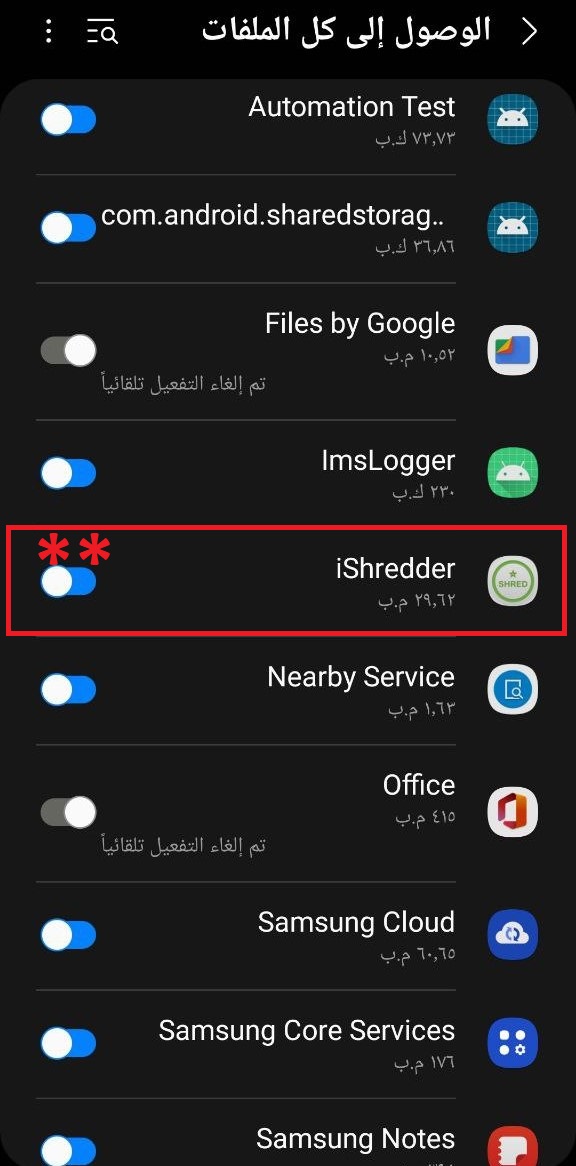 الوصول إلى كل الملفات
Automation Test
٧٣,٧٣ ك.ب
com.android.sharedstorag..
٣٦,٨٦ ك.ب
Files by Google
١٠,٥٢ م.ب
تم إلغاء التفعيل تلقائياً
ImsLogger
٢٣٠ ك.ب
**
iShredder
٢٩,٦٢ م.ب
SHRED
Nearby Service
١,٦٣ م.ب
Office
٤١٥ م.ب
تم إلغاء التفعيل تلقائياً
Samsung Cloud
٦٠,٦٥ م.ب
Samsung Core Services
١٧٦ م.ب
Samsung Notes